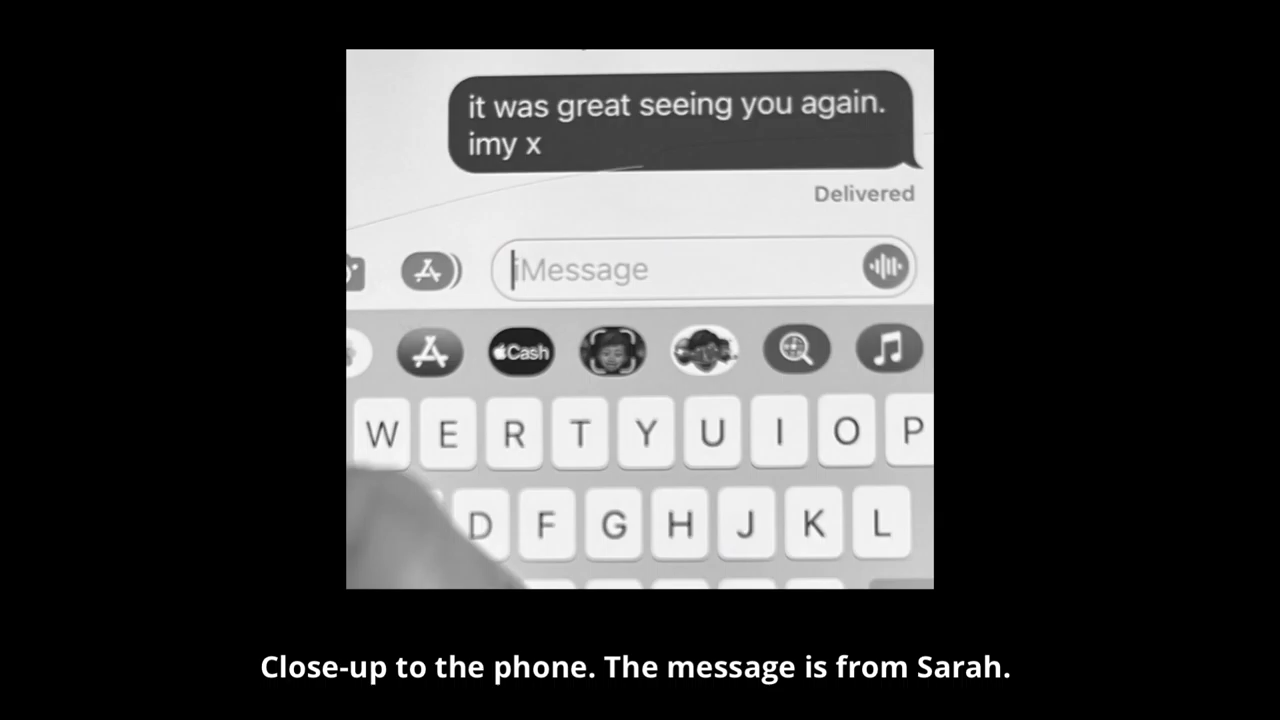 it was great seeing you again.
imy x
Delivered
iMessage
Cash
W E R T Y U I O P
D F G H J K L
Close-up to the phone. The message is from Sarah.